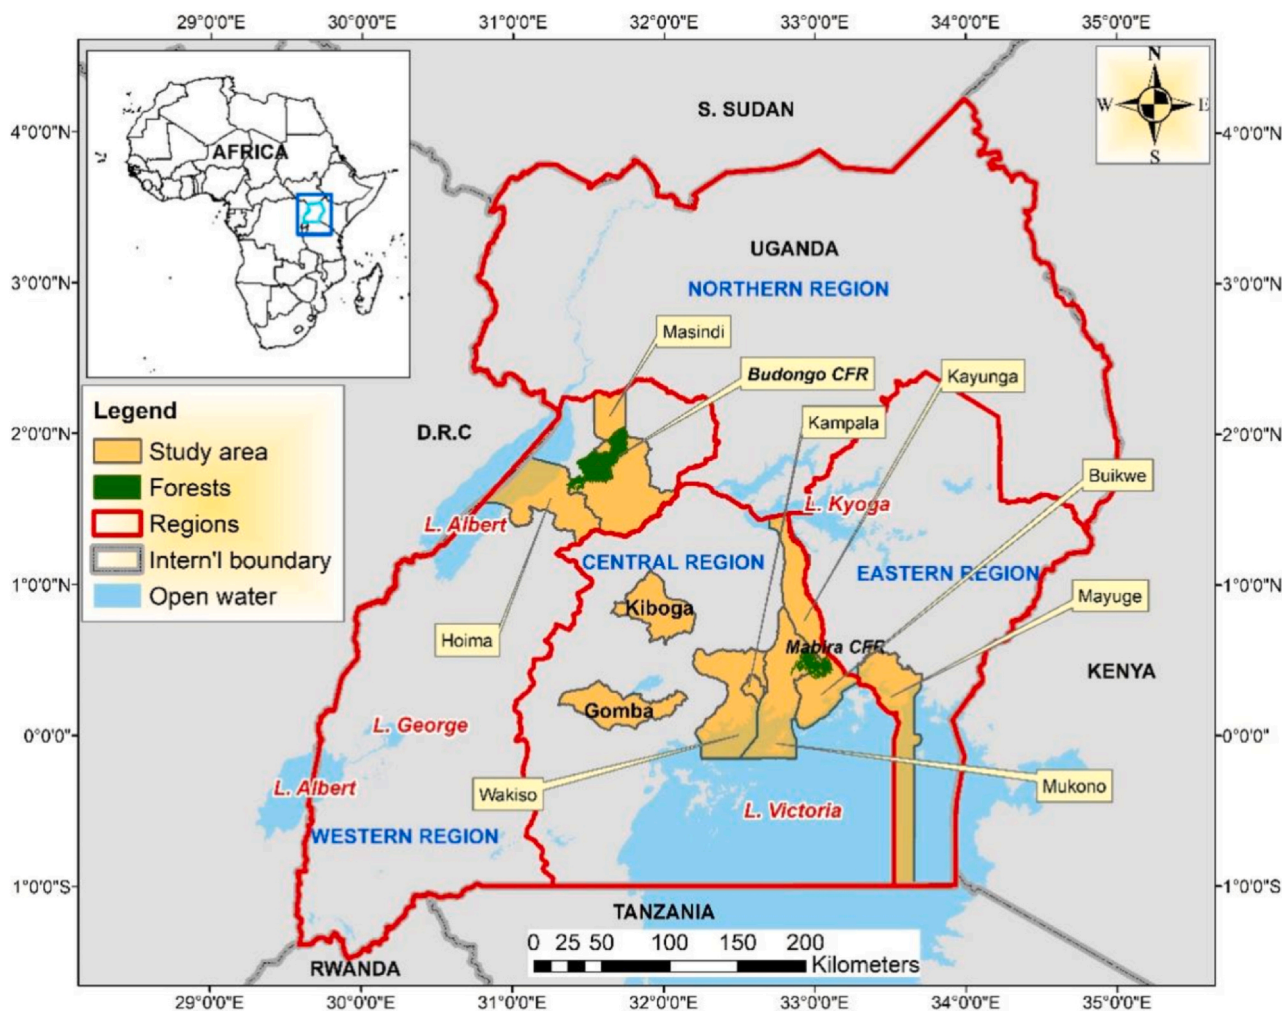 29°0'0"E 30°0'0"E 31°0'0"E 32°0'0"E 33°0'0"E 34°0'0"E 35°0'0"E
N
W E
S
S. SUDAN
4°0'0"N 4°0'0"N
AFRICA
UGANDA
3°0'0"N 3°0'0"N
NORTHERN REGION
Masindi
Budongo CFR
Kayunga
Legend
Study area
Forests
Regions
Intern'l boundary
Open water
Kampala
D.R.C
2°0'0"N 2°0'0"N
Buikwe
L. Albert
L. Kyoga
CENTRAL REGION
EASTERN REGION
1°0'0"N 1°0'0"N
Mayuge
Kiboga
Hoima
Mabira CFR
KENYA
Gomba
L. George
0°0'0" 0°0'0"
L. Albert
Wakiso
Mukono
L. Victoria
WESTERN REGION
1°0'0"S 1°0'0"S
TANZANIA
RWANDA
0 25 50 100 150 200
Kilometers
29°0'0"E 30°0'0"E 31°0'0"E 32°0'0"E 33°0'0"E 34°0'0"E 35°0'0"E